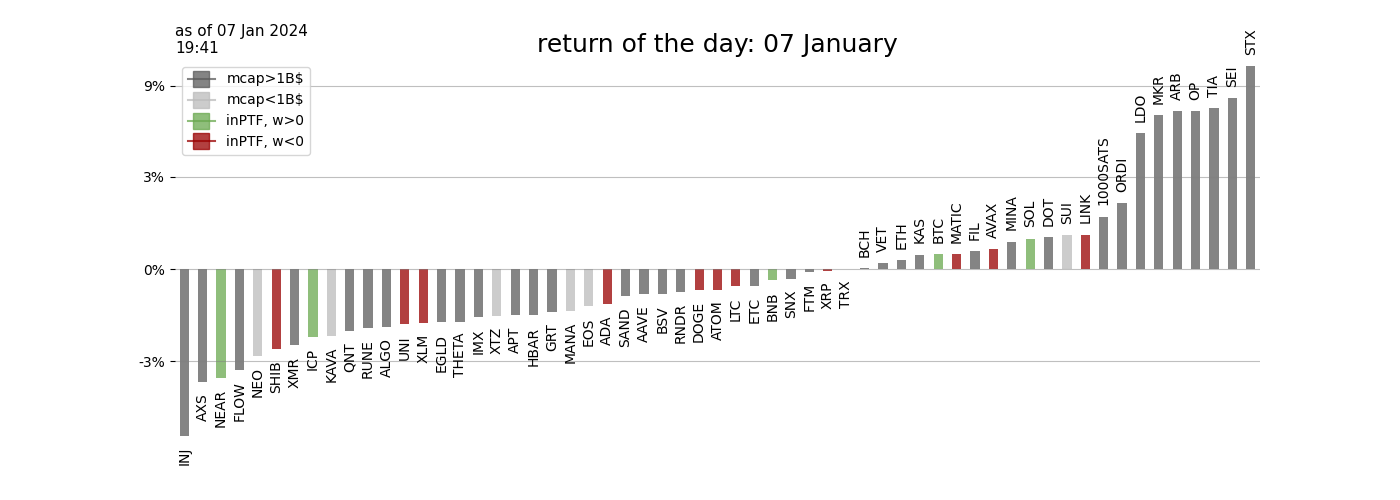 as of 07 Jan 2024
19:41
return of the day: 07 January
mcap>1B$
mcap<1B$
inPTF, w>0
inPTF, w<0
9%
3%
0%
-3%
INJ
AXS
NEAR
FLOW
NEO
SHIB
XMR
ICP
KAVA
QNT
RUNE
ALGO
UNI
XLM
EGLD
THETA
IMX
XTZ
APT
HBAR
GRT
MANA
EOS
ADA
SAND
AAVE
BSV
RNDR
DOGE
ATOM
LTC
ETC
BNB
SNX
FTM
XRP
TRX
BCH
VET
ETH
KAS
BTC
MATIC
FIL
AVAX
MINA
SOL
DOT
SUI
LINK
1000SATS
ORDI
LDO
MKR
ARB
OP
TIA
SEI
STX